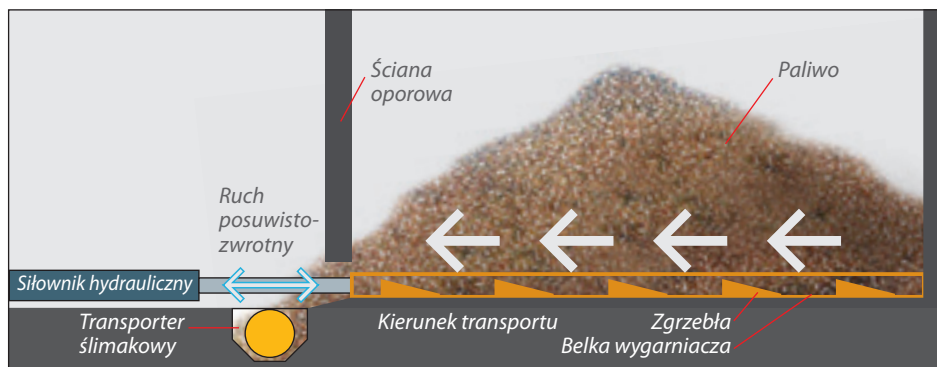 Ściana
oporowa
Paliwo
Ruch
posuwisto-
zwrotny
Siłownik hydrauliczny
Transporter
ślimakowy
Kierunek transportu
Zgrzebła
Belka wygarniacza